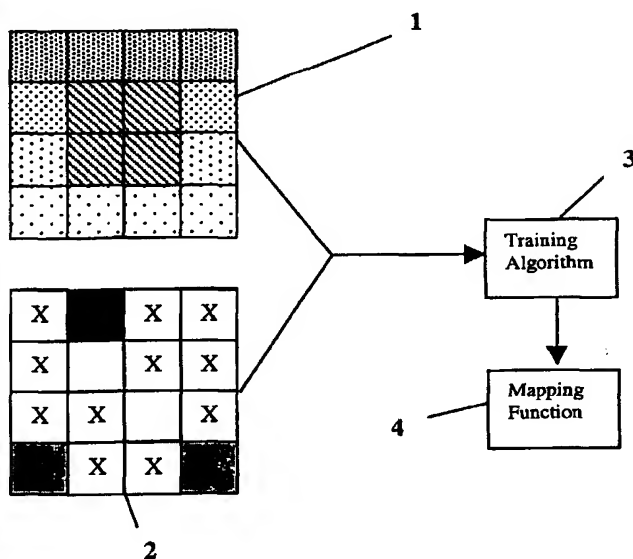 1
3
Training
Algorithm
X X X
X X X
X X X
X X
Mapping
Function
4
2